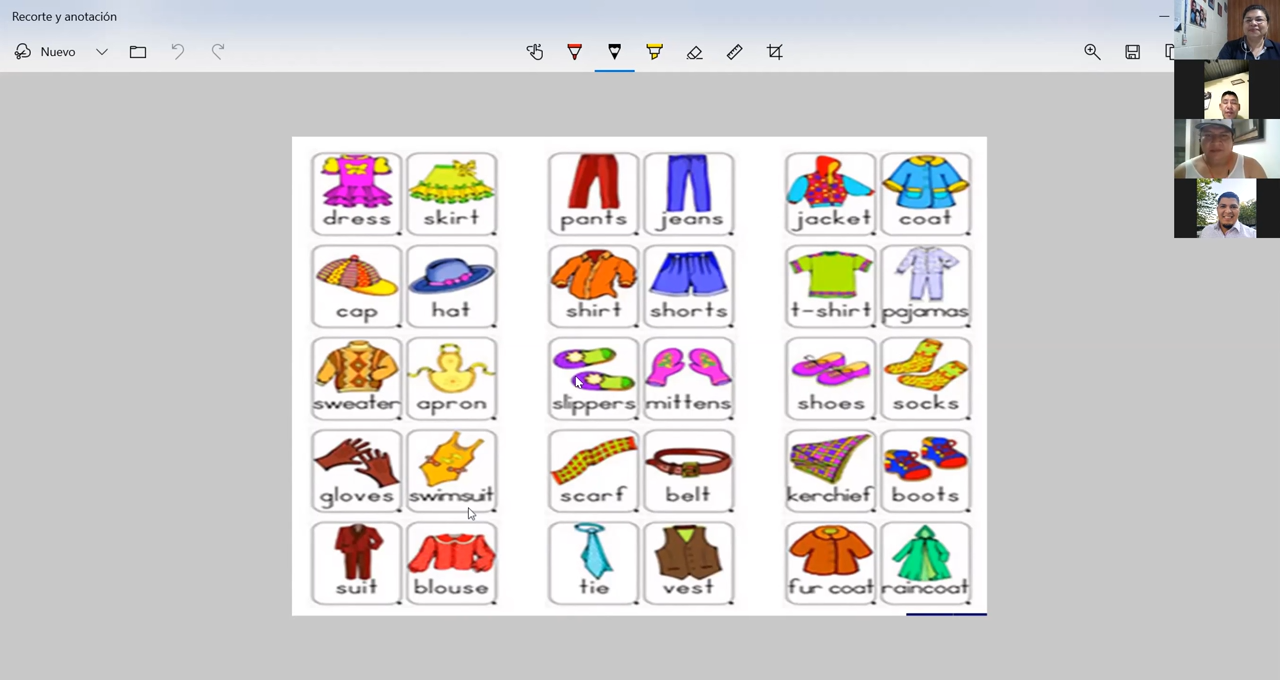 Recorte y anotación
Nuevo
dress skirt pants jeans jacket coat
cap hat shirt shorts t-shirt pajamas
sweater apron slippers mittens shoes socks
gloves swimsuit scarf belt kerchief boots
suit blouse tie vest fur coat raincoat